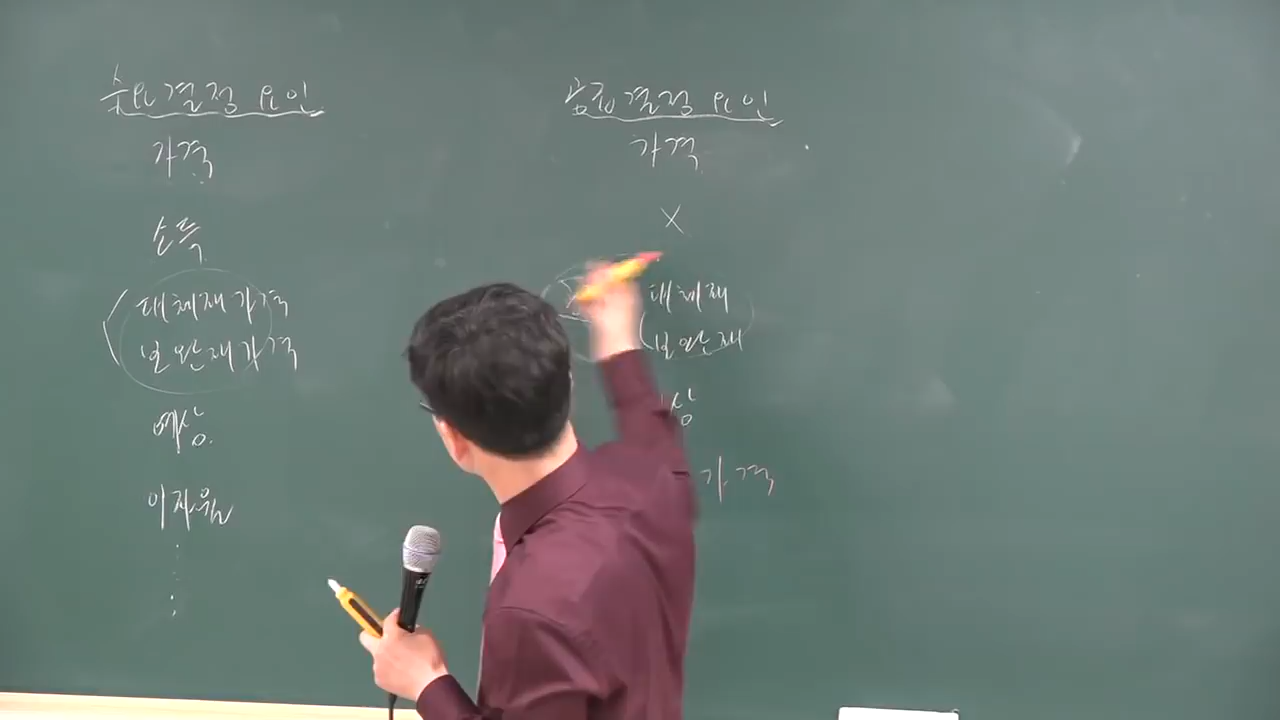 수요결정 요인
가격
소득
대체재 가격
보완재 가격
예상
이자율
공급결정 요인
가격
X
대체재
보완재
상
가격